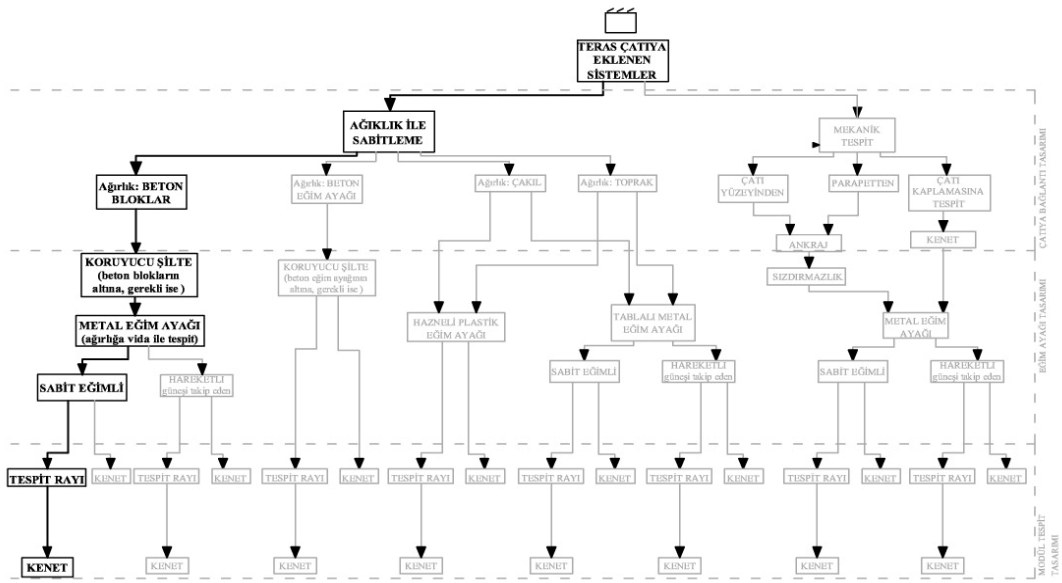 TERAS ÇATIYA
EKLENEN
SİSTEMLER
AĞIKLIK İLE
SABİTLEME
MEKANİK
TESPİT
Ağırlık: BETON
BLOKLAR
Ağırlık: BETON
EĞİM AYAĞI
Ağırlık: ÇAKIL
Ağırlık: TOPRAK
ÇATI
YÜZEYİNDEN
PARAPETTEN
ÇATI
KAPLAMASINA
TESPİT
ANKRAJ
KENET
ÇATIYA BAĞLANTI TASARIMI
KORUYUCU ŞİLTE
(beton blokların
altına, gerekli ise )
KORUYUCU ŞİLTE
(beton eğim ayağının
altına, gerekli ise )
SIZDIRMAZLIK
METAL EĞİM AYAĞI
(ağırlığa vida ile tespit)
HAZNELİ PLASTİK
EĞİM AYAĞI
TABLALI METAL
EĞİM AYAĞI
METAL EĞİM
AYAĞI
SABİT EĞİMLİ
HAREKETLİ
güneşi takip eden
SABİT EĞİMLİ
HAREKETLİ
güneşi takip eden
SABİT EĞİMLİ
HAREKETLİ
güneşi takip eden
EĞİM AYAĞI TASARIMI
TESPİT RAYI
KENET
TESPİT RAYI
KENET
TESPİT RAYI
KENET
TESPİT RAYI
KENET
TESPİT RAYI
KENET
TESPİT RAYI
KENET
TESPİT RAYI
KENET
TESPİT RAYI
KENET
KENET
KENET
KENET
KENET
KENET
KENET
KENET
KENET
MODÜL TESPİT
TASARIMI